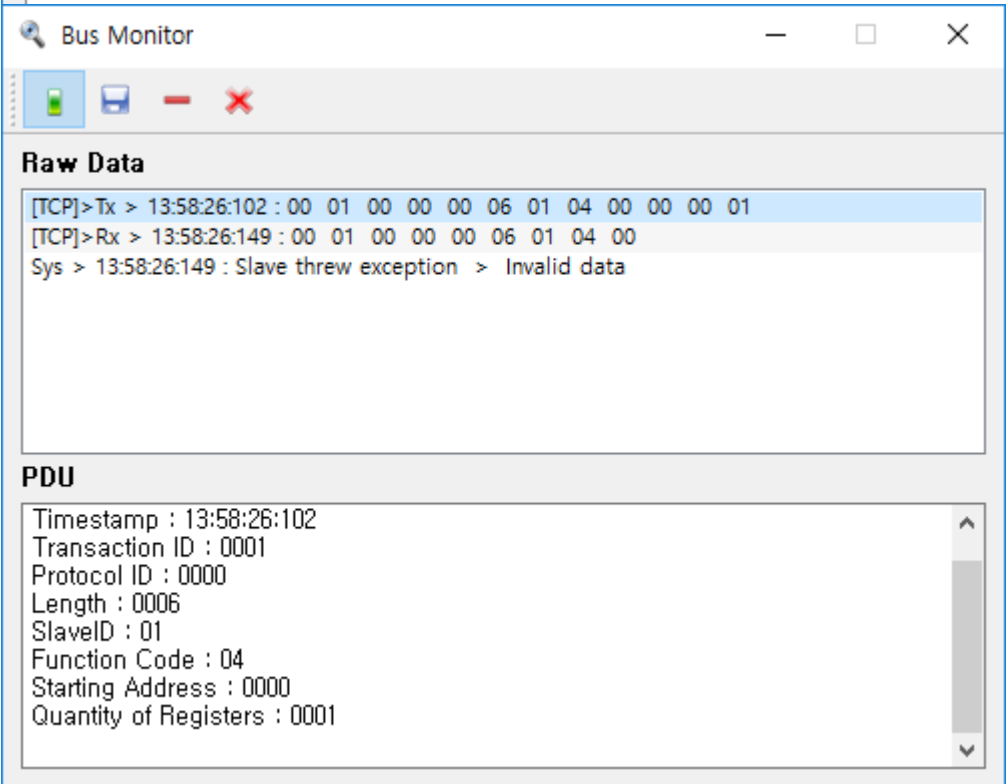 Bus Monitor
Raw Data
[TCP]>Tx > 13:58:26:102 : 00 01 00 00 00 06 01 04 00 00 00 01
[TCP]>Rx > 13:58:26:149 : 00 01 00 00 00 06 01 04 00
Sys > 13:58:26:149 : Slave threw exception > Invalid data
PDU
Timestamp : 13:58:26:102
Transaction ID : 0001
Protocol ID : 0000
Length : 0006
SlaveID : 01
Function Code : 04
Starting Address : 0000
Quantity of Registers : 0001